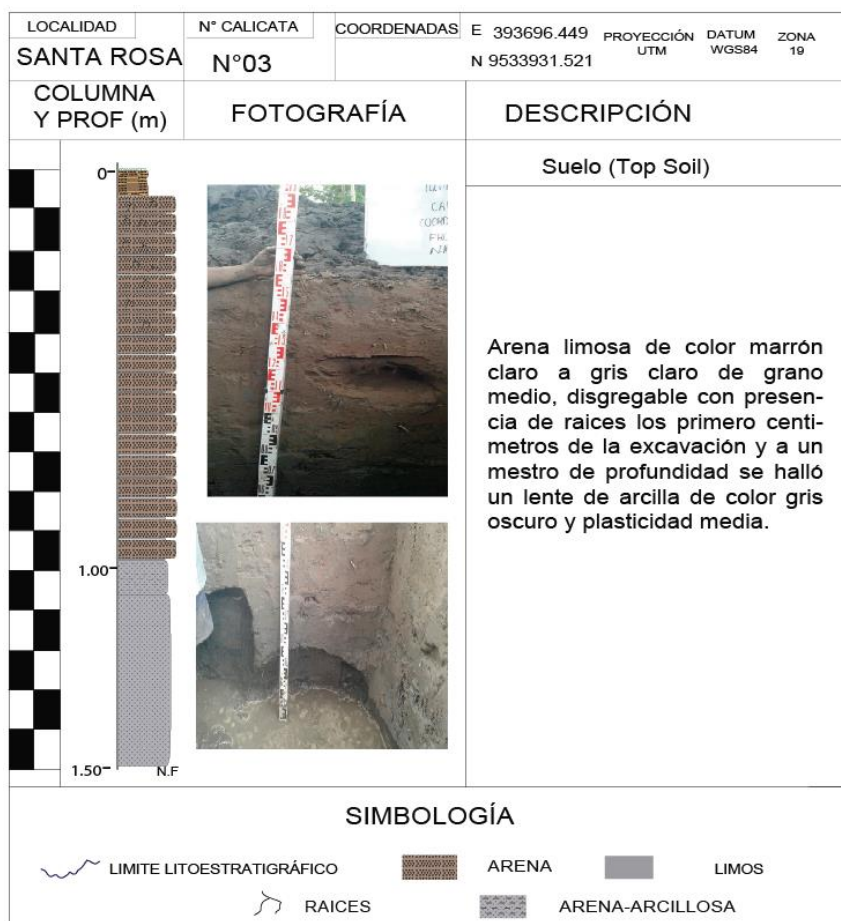 LOCALIDAD
N° CALICATA
COORDENADAS
E 393696.449
PROYECCIÓN
UTM
DATUM
WGS84
ZONA
19
SANTA ROSA
N°03
N 9533931.521
COLUMNA
Y PROF (m)
FOTOGRAFÍA
DESCRIPCIÓN
Suelo (Top Soil)
0
Arena limosa de color marrón
claro a gris claro de grano
medio, disgregable con presen-
cia de raices los primero centi-
metros de la excavación y a un
mestro de profundidad se halló
un lente de arcilla de color gris
oscuro y plasticidad media.
1.00
1.50
N.F
SIMBOLOGÍA
LIMITE LITOESTRATIGRÁFICO
ARENA
LIMOS
RAICES
ARENA-ARCILLOSA